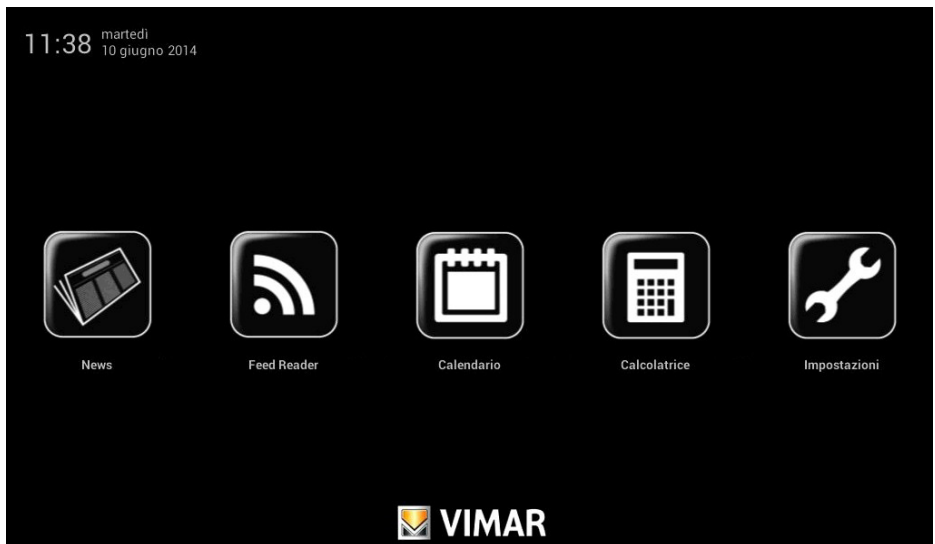 11:38
martedì
10 giugno 2014
News
Feed Reader
Calendario
Calcolatrice
Impostazioni
VIMAR